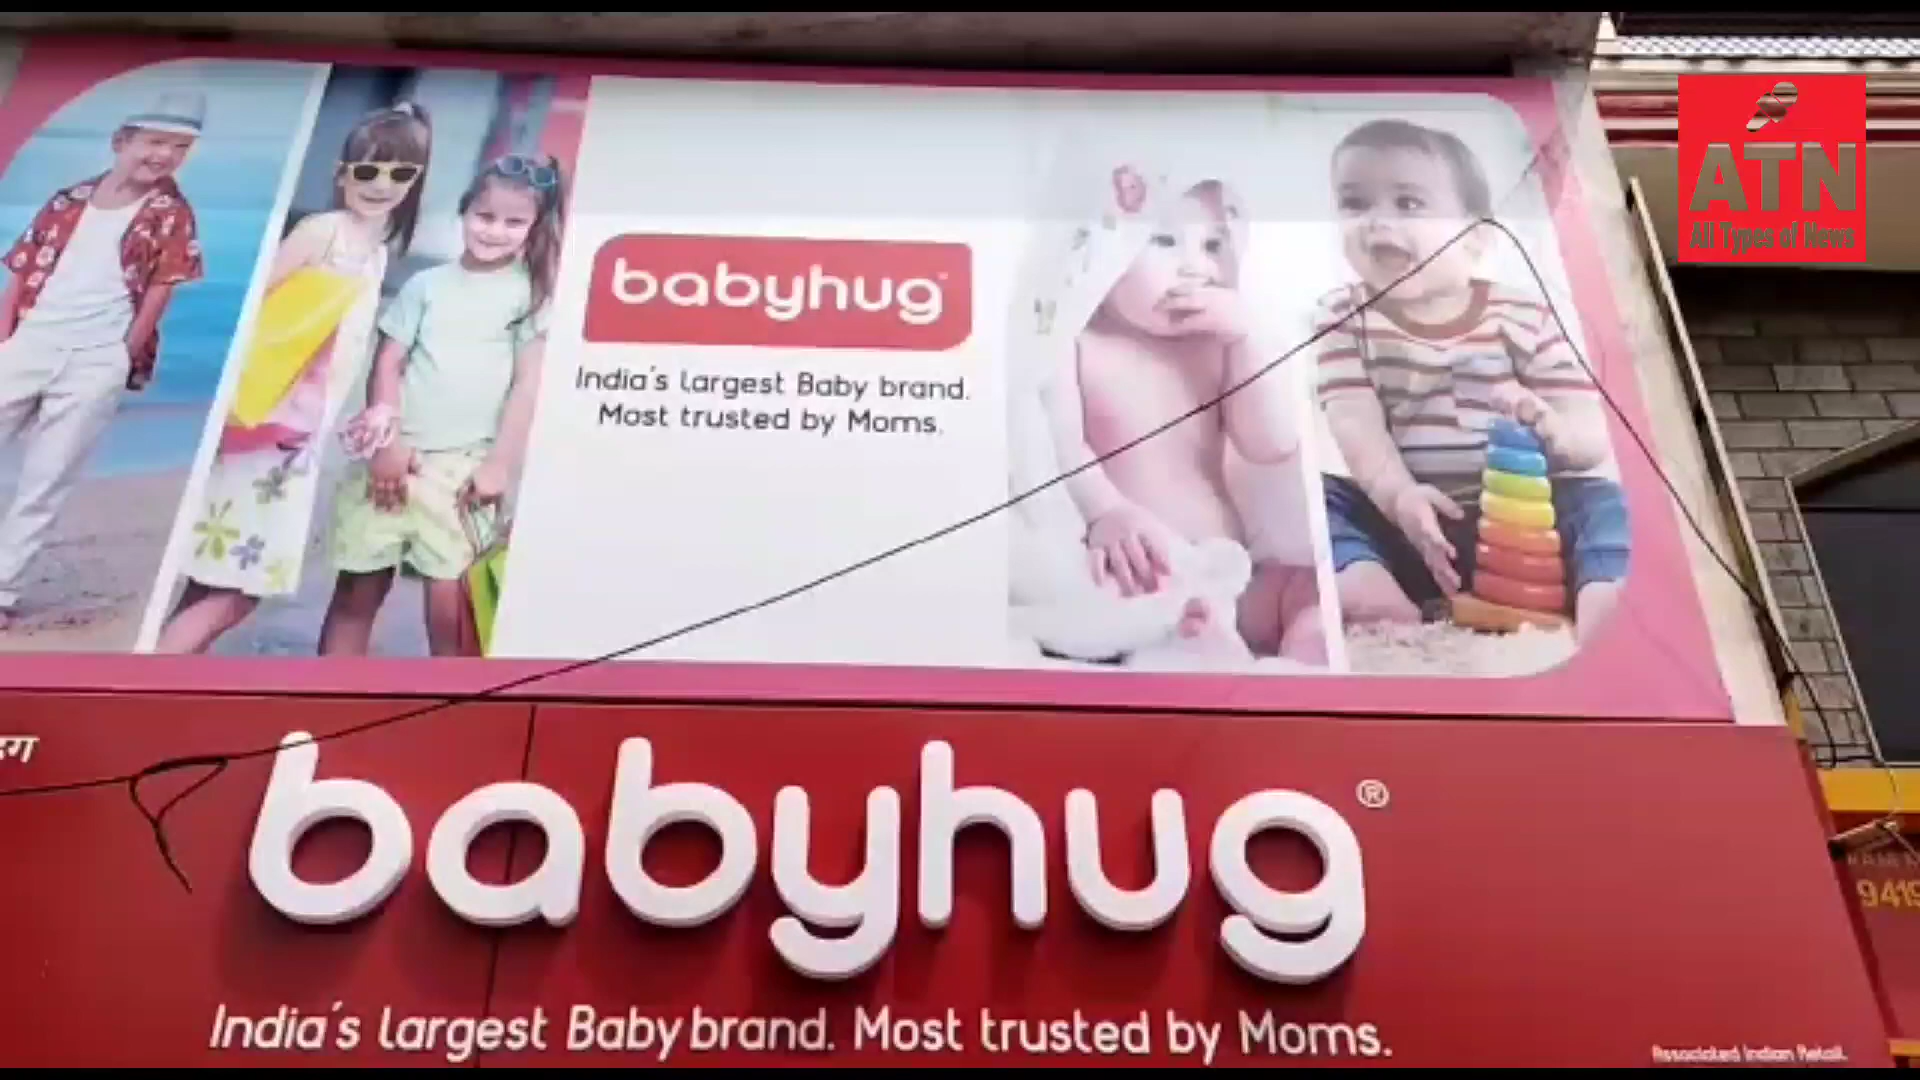 ATN
All Types of News
babyhug
India's largest Baby brand.
Most trusted by Moms.
babyhug®
India's largest Baby brand. Most trusted by Moms.
Associated Indian Retail.
9419